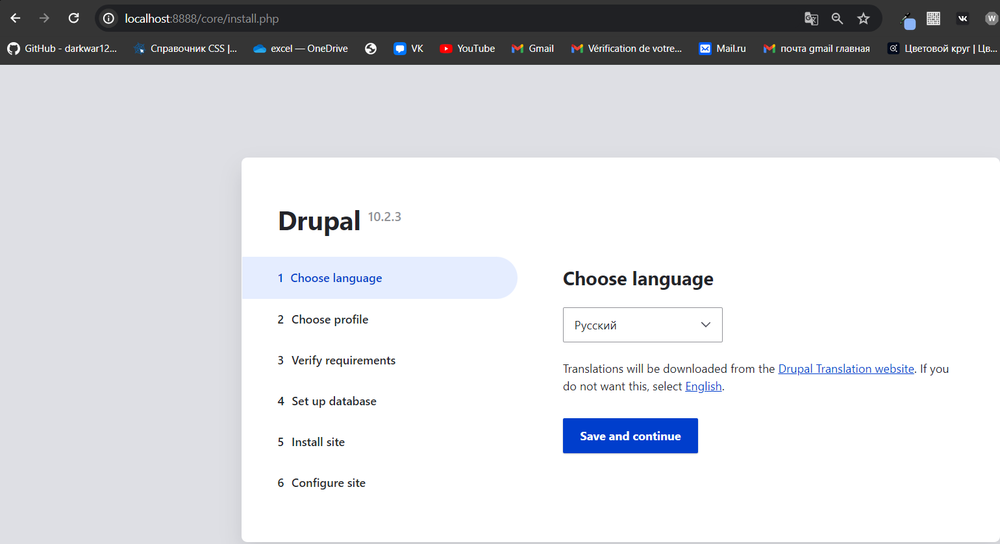 localhost:8888/core/install.php
GitHub - darkwar12... Справочник CSS |... excel — OneDrive VK YouTube Gmail Vérification de votre... Mail.ru почта gmail главная Цветовой круг | Цв...
Drupal 10.2.3
1 Choose language
2 Choose profile
3 Verify requirements
4 Set up database
5 Install site
6 Configure site
Choose language
Русский
Translations will be downloaded from the Drupal Translation website. If you
do not want this, select English.
Save and continue